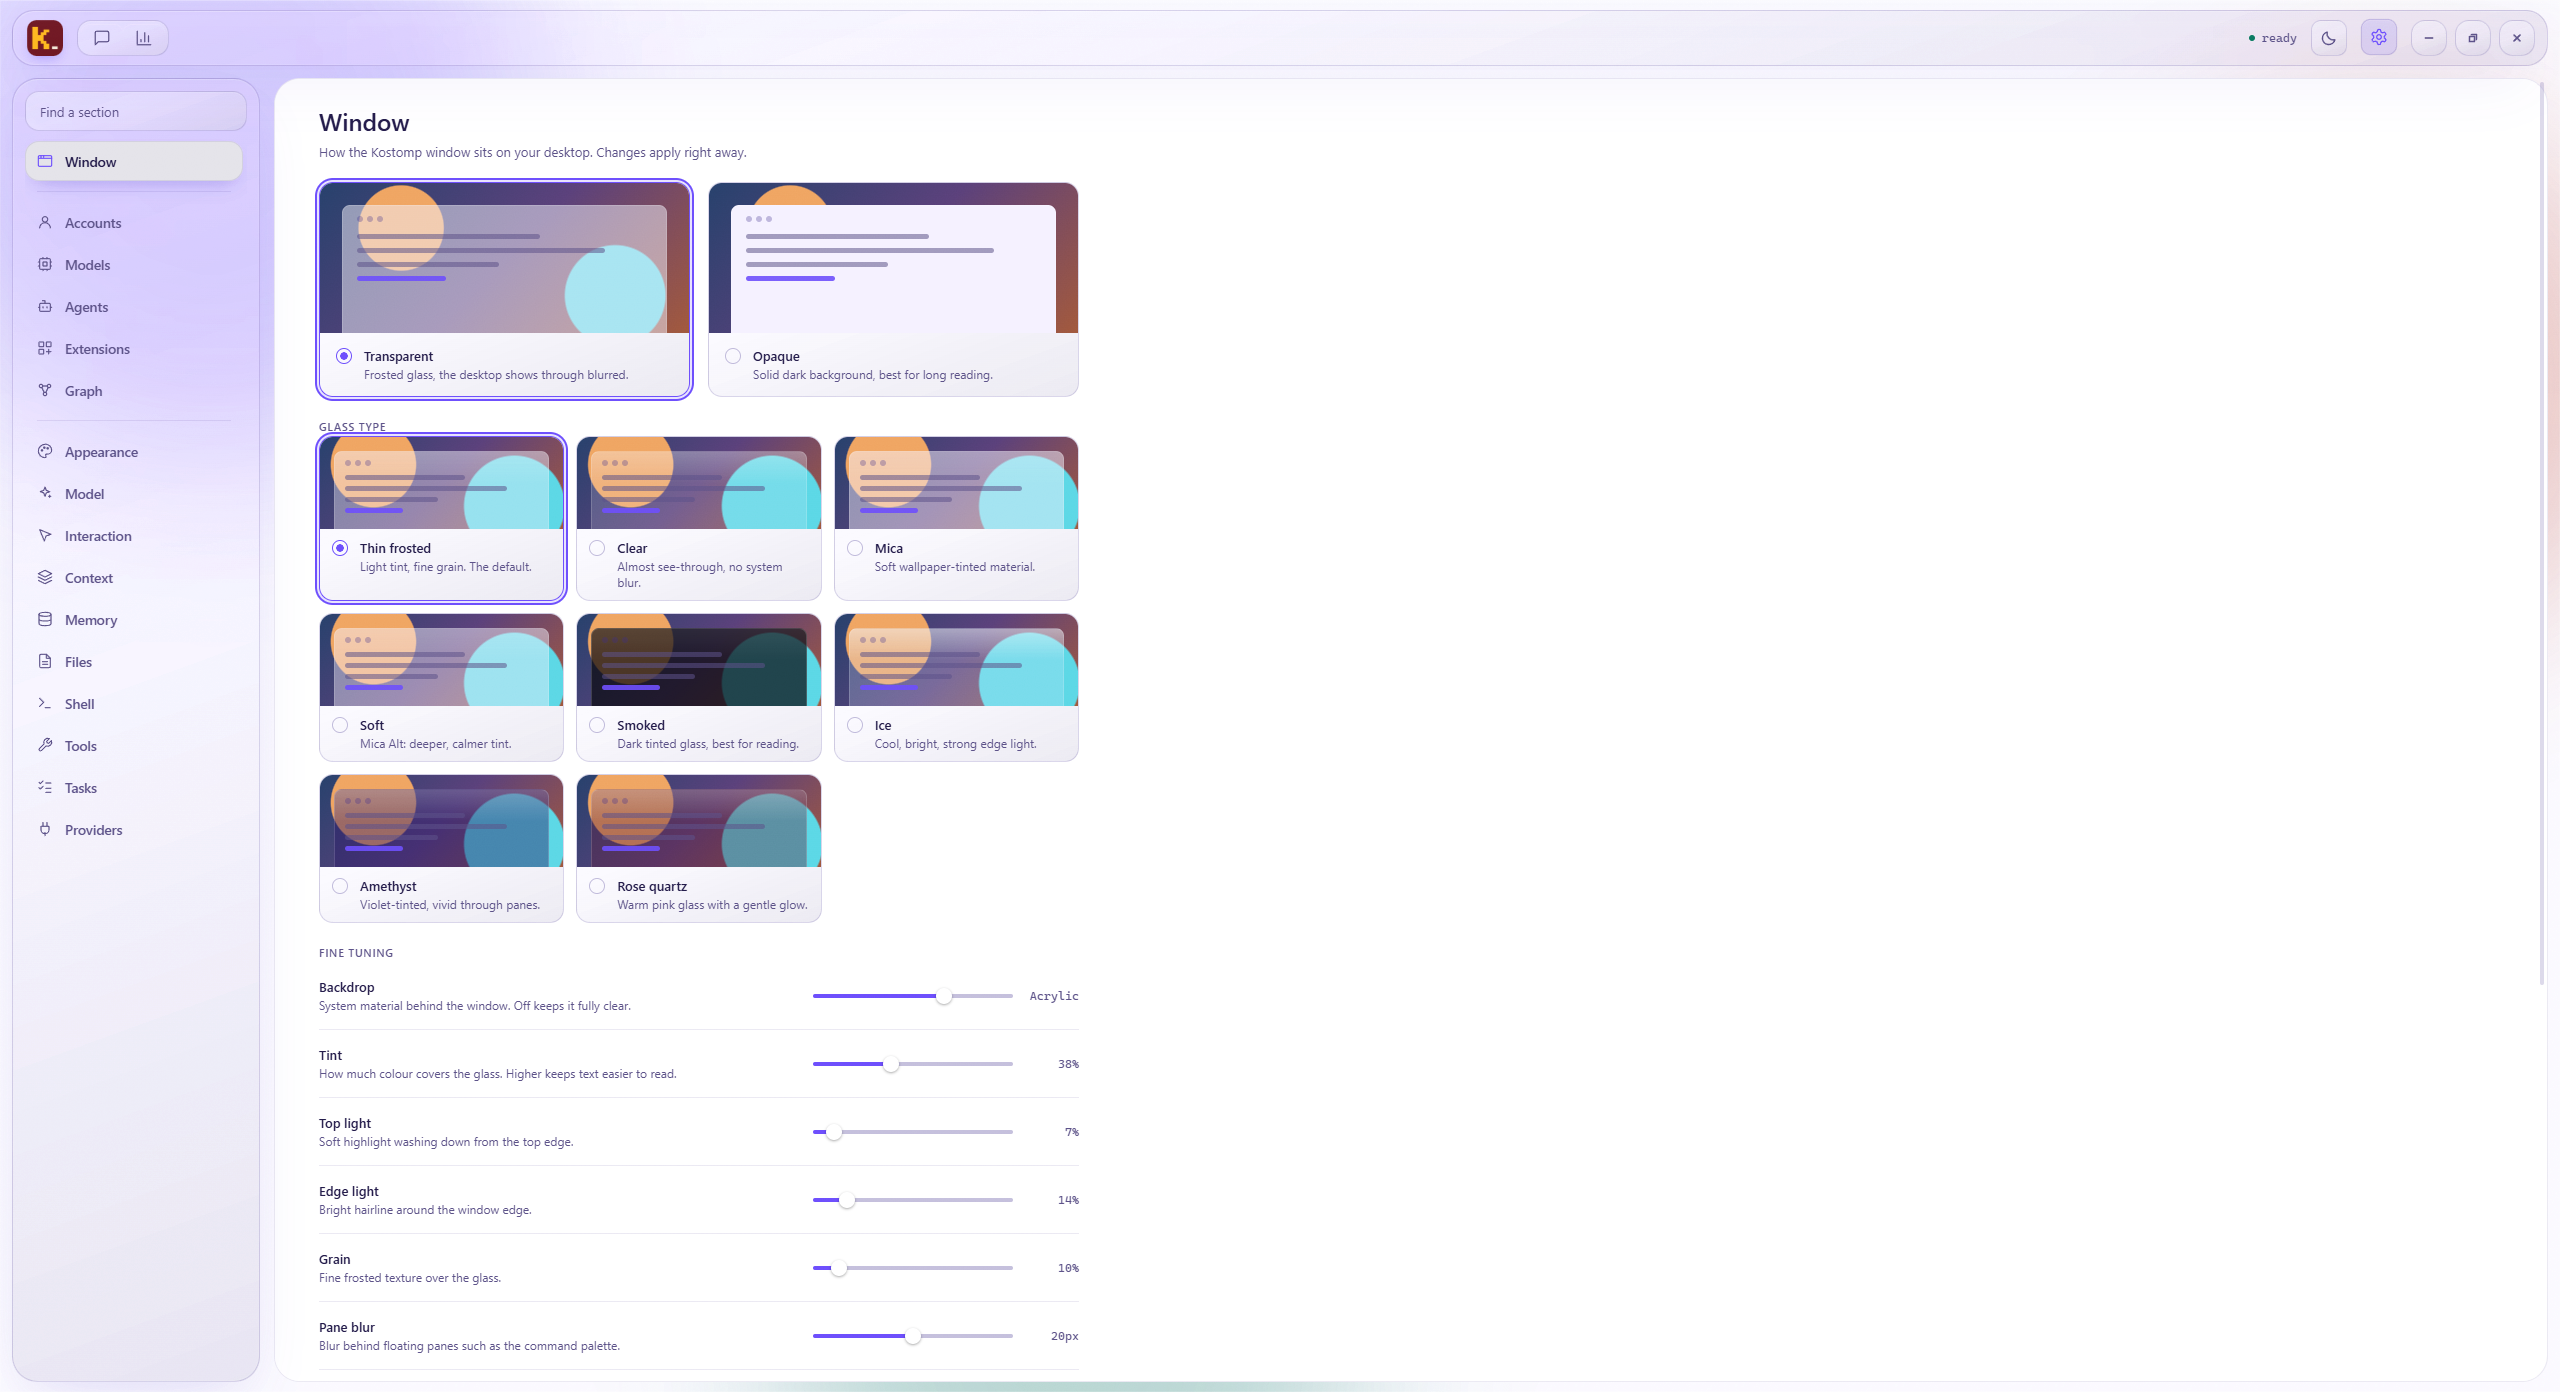 K.
ready
Find a section
Window
Accounts
Models
Agents
Extensions
Graph
Appearance
Model
Interaction
Context
Memory
Files
Shell
Tools
Tasks
Providers
Window
How the Kostomp window sits on your desktop. Changes apply right away.
Transparent
Frosted glass, the desktop shows through blurred.
Opaque
Solid dark background, best for long reading.
GLASS TYPE
Thin frosted
Light tint, fine grain. The default.
Clear
Almost see-through, no system
blur.
Mica
Soft wallpaper-tinted material.
Soft
Mica Alt: deeper, calmer tint.
Smoked
Dark tinted glass, best for reading.
Ice
Cool, bright, strong edge light.
Amethyst
Violet-tinted, vivid through panes.
Rose quartz
Warm pink glass with a gentle glow.
FINE TUNING
Backdrop
System material behind the window. Off keeps it fully clear.
Acrylic
Tint
How much colour covers the glass. Higher keeps text easier to read.
38%
Top light
Soft highlight washing down from the top edge.
7%
Edge light
Bright hairline around the window edge.
14%
Grain
Fine frosted texture over the glass.
10%
Pane blur
Blur behind floating panes such as the command palette.
20px